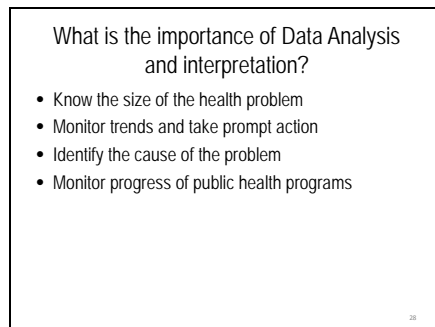 What is the importance of Data Analysis
and interpretation?
• Know the size of the health problem
• Monitor trends and take prompt action
• Identify the cause of the problem
• Monitor progress of public health programs
28